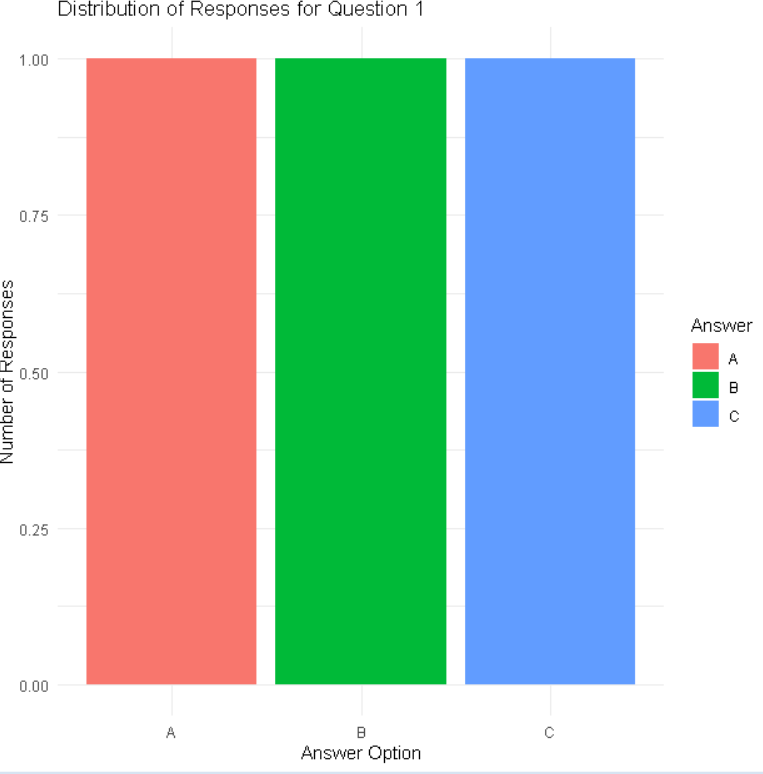 Distribution of Responses for Question 1
1.00
0.75
0.50
0.25
0.00
Number of Responses
A
B
C
Answer Option
Answer
A
B
C